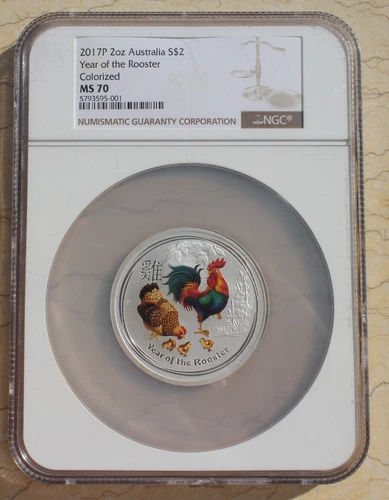 2017P 2oz Australia S$2
Year of the Rooster
Colorized
MS 70
5793595-001
NUMISMATIC GUARANTY CORPORATION
NGC®
雞
Year of the Rooster